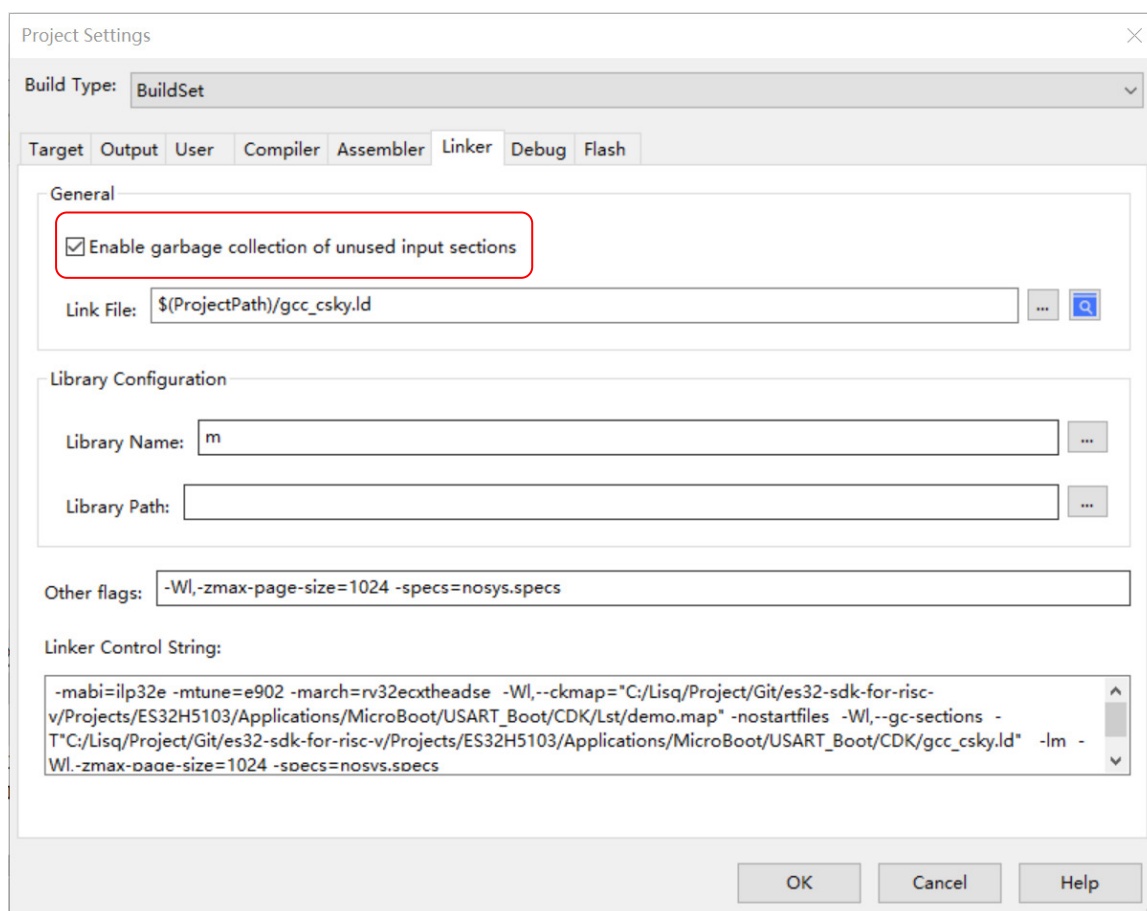 Project Settings
Build Type: BuildSet
Target Output User Compiler Assembler Linker Debug Flash
General
Enable garbage collection of unused input sections
Link File: $(ProjectPath)/gcc_csky.ld ...
Library Configuration
Library Name: m ...
Library Path: ...
Other flags: -Wl,-zmax-page-size=1024 -specs=nosys.specs
Linker Control String:
-mabi=ilp32e -mtune=e902 -march=rv32ecxtheadse -Wl,--ckmap="C:/Lisq/Project/Git/es32-sdk-for-risc-
v/Projects/ES32H5103/Applications/MicroBoot/USART_Boot/CDK/Lst/demo.map" -nostartfiles -Wl,--gc-sections -
T"C:/Lisq/Project/Git/es32-sdk-for-risc-v/Projects/ES32H5103/Applications/MicroBoot/USART_Boot/CDK/gcc_csky.ld" -lm -
Wl,-zmax-page-size=1024 -specs=nosys.specs
OK Cancel Help